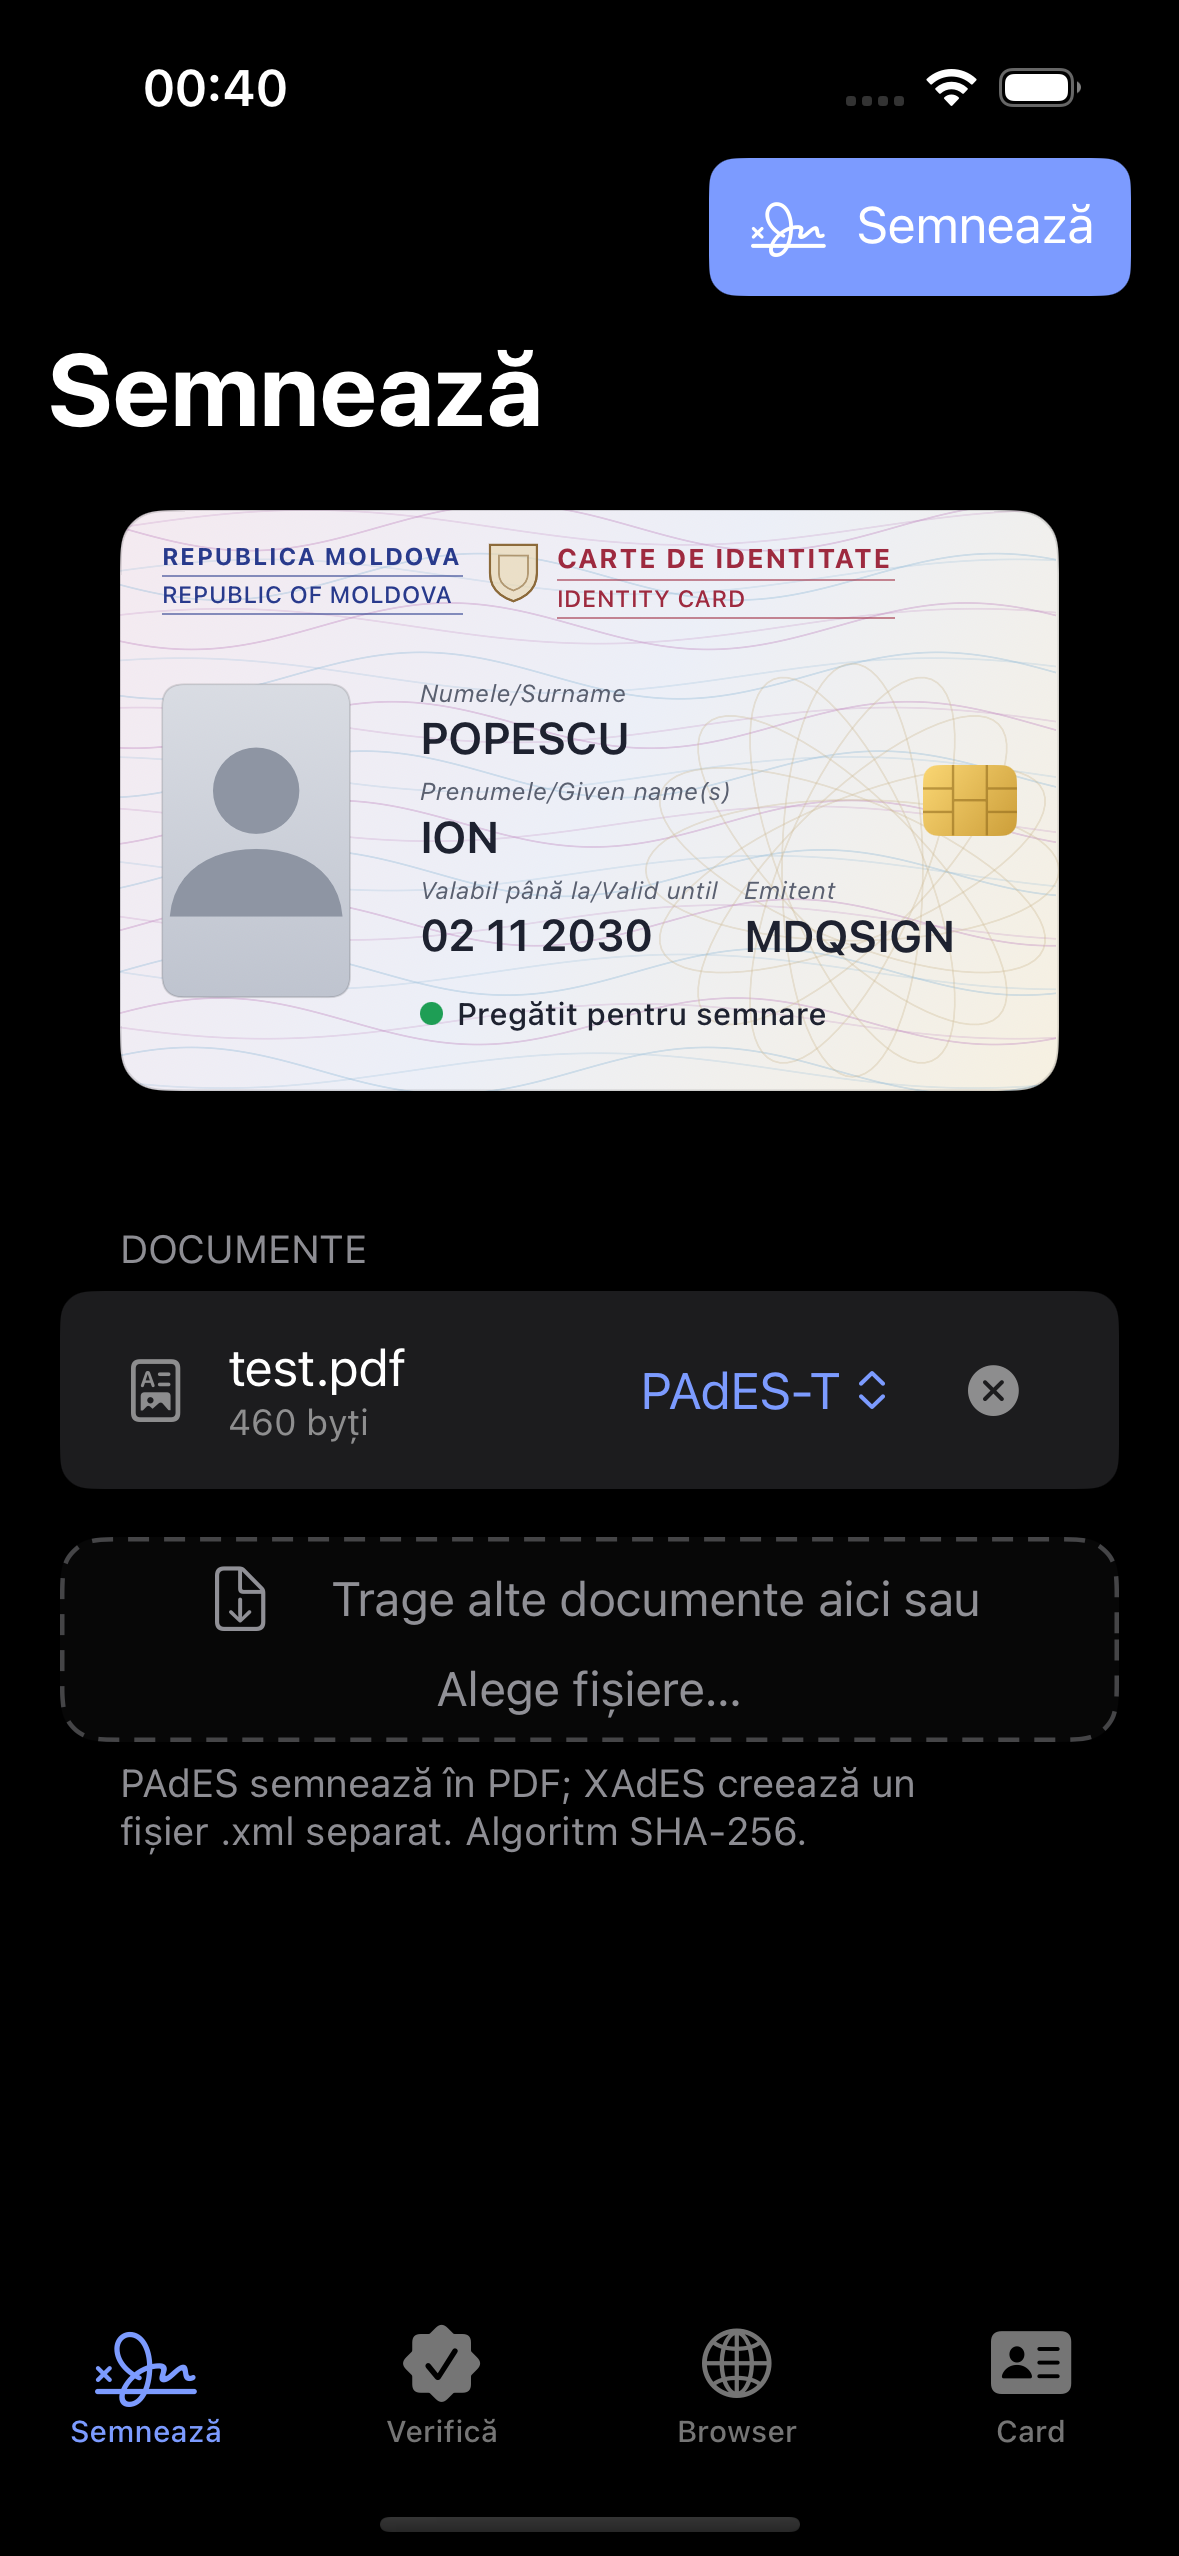 00:40
Semnează
Semnează
REPUBLICA MOLDOVA
REPUBLIC OF MOLDOVA
CARTE DE IDENTITATE
IDENTITY CARD
Numele/Surname
POPESCU
Prenumele/Given name(s)
ION
Valabil până la/Valid until Emitent
02 11 2030 MDQSIGN
Pregătit pentru semnare
DOCUMENTE
test.pdf
460 byți
PAdES-T
Trage alte documente aici sau
Alege fișiere...
PAdES semnează în PDF; XAdES creează un
fișier .xml separat. Algoritm SHA-256.
Semnează Verifică Browser Card